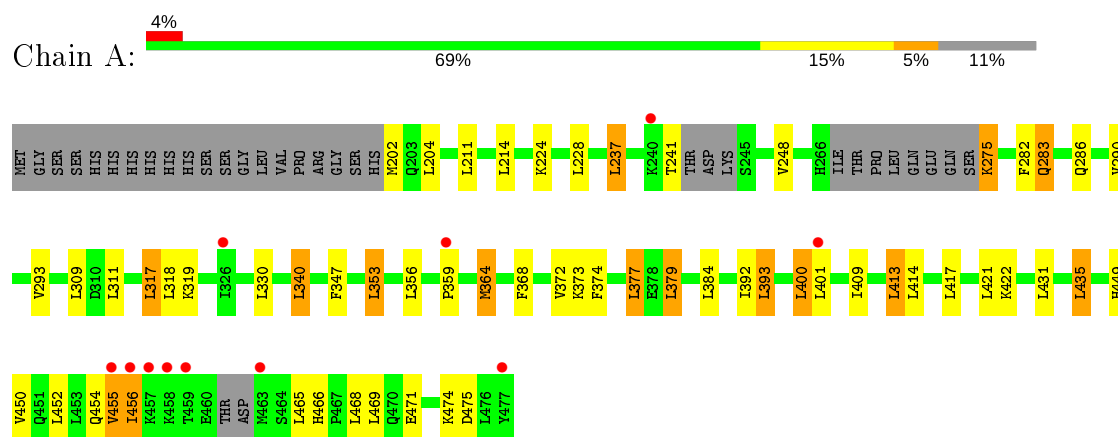 4%
Chain A:
69% 15% 5% 11%
MET GLY SER SER HIS HIS HIS HIS HIS HIS SER SER GLY LEU VAL PRO ARG GLY SER HIS M202 Q203 L204 L211 L214 K224 L228 L237 K240 T241 THR ASP LYS S245 V248 H266 ILE THR PRO LEU GLN GLU GLN SER K275 F282 Q283 Q286
V293 L309 D310 L311 L317 L318 K319 I326 L330 L340 F347 L353 L356 P359 M364 F368 V372 K373 F374 L377 E378 L379 L384 I392 L393 L400 L401 I409 L413 L414 L417 L421 K422 L431 L435
V450 Q451 L452 L453 Q454 V455 I456 K457 K458 T459 E460 THR ASP M463 S464 L465 H466 P467 L468 L469 Q470 E471 K474 D475 L476 Y477